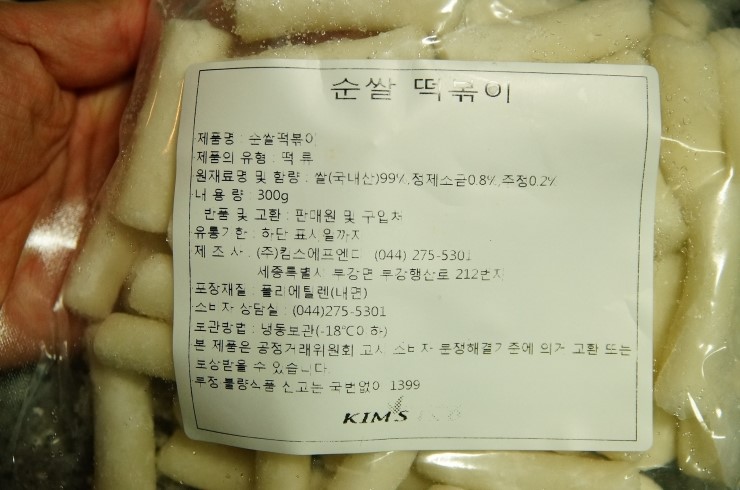 순쌀 떡볶이
제품명 : 순쌀떡볶이
제품의 유형 : 떡 류
원재료명 및 함량 : 쌀(국내산)99%,정제소금0.8%,주정0.2%
내 용 량 : 300g
반품 및 교환 : 판매원 및 구입처
유통기한 : 하단 표시일까지
제 조 사 : (주)킴스에프엔디 (044) 275-5301
세종특별시 부강면 부강행산로 212번지
포장재질 : 폴리에틸렌(내면)
소비자 상담실 : (044)275-5301
보관방법 : 냉동보관(-18℃이하)
본 제품은 공정거래위원회 고시 소비자 분쟁해결기준에 의거 교환 또는
보상받을 수 있습니다.
부정 불량식품 신고는 국번없이 1399
KIM'S